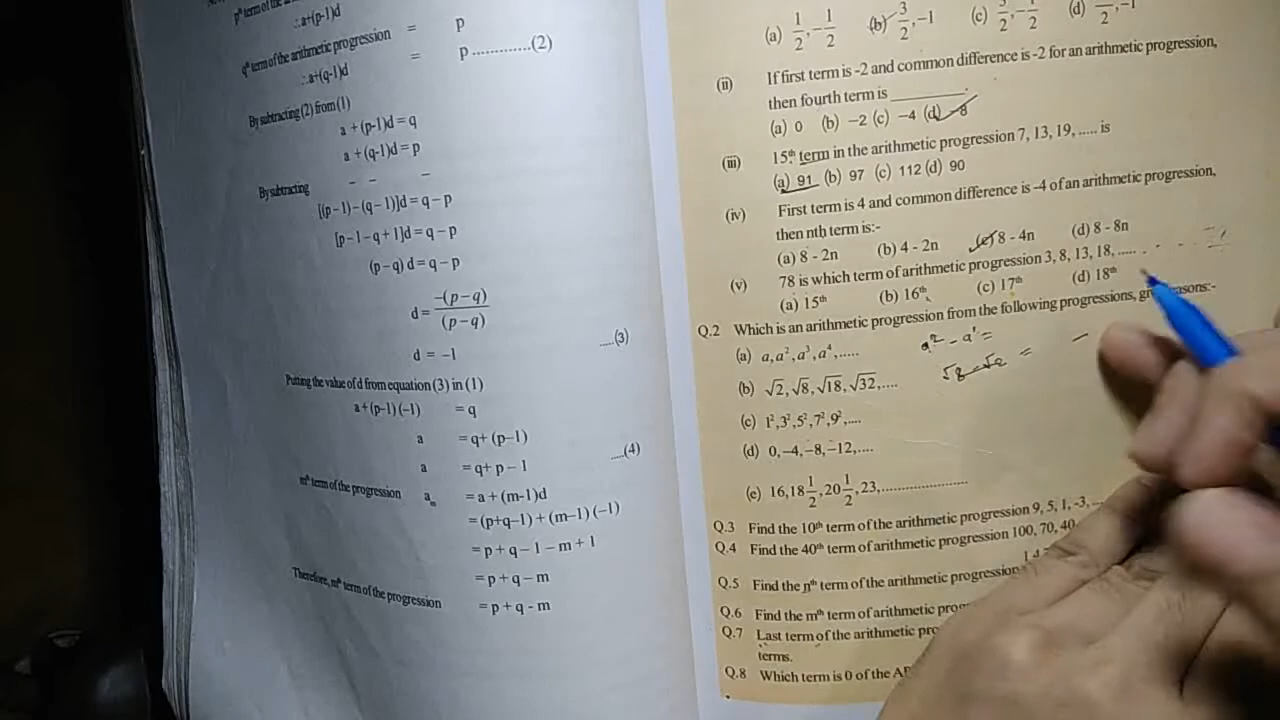 pth term of the
∴a+(p-1)d = p
qth term of the arithmetic progression
∴a+(q-1)d = p.............(2)
By subtracting (2) from (1)
a + (p-1)d = q
a + (q-1)d = p
− − −
By subtracting
[(p−1)−(q−1)]d = q − p
[p−1−q+1]d = q − p
(p−q) d = q − p
d = −(p−q)/(p−q)
d = −1 ....(3)
Putting the value of d from equation (3) in (1)
a+(p-1)(-1) = q
a = q+ (p−1)
a = q+ p − 1 ....(4)
mth term of the progression am = a + (m-1)d
= (p+q−1) + (m−1) (−1)
= p + q − 1 − m + 1
= p + q − m
Therefore, mth term of the progression = p + q - m
(a) 1/2, −1/2 (b) 3/2, −1 (c) (d)
(ii) If first term is -2 and common difference is -2 for an arithmetic progression,
then fourth term is ________.
(a) 0 (b) −2 (c) −4 (d) −8
(iii) 15th term in the arithmetic progression 7, 13, 19, ..... is
(a) 91 (b) 97 (c) 112 (d) 90
(iv) First term is 4 and common difference is -4 of an arithmetic progression,
then nth term is:-
(a) 8 - 2n (b) 4 - 2n (c) 8 - 4n (d) 8 - 8n
(v) 78 is which term of arithmetic progression 3, 8, 13, 18, .....
(a) 15th (b) 16th (c) 17th (d) 18th
Q.2 Which is an arithmetic progression from the following progressions, :-
(a) a, a², a³, a⁴, ..... a² - a¹ =
(b) √2, √8, √18, √32, .... √8 - √2 =
(c) 1², 3², 5², 7², 9², ....
(d) 0, −4, −8, −12, ....
(e) 16, 18 1/2, 20 1/2, 23, ......................
Q.3 Find the 10th term of the arithmetic progression 9, 5, 1, -3,
Q.4 Find the 40th term of arithmetic progression 100, 70, 40
Q.5 Find the nth term of the arithmetic progression
Q.6 Find the mth term of arithmetic
Q.7 Last term of the arithmetic
terms.
Q.8 Which term is 0 of the